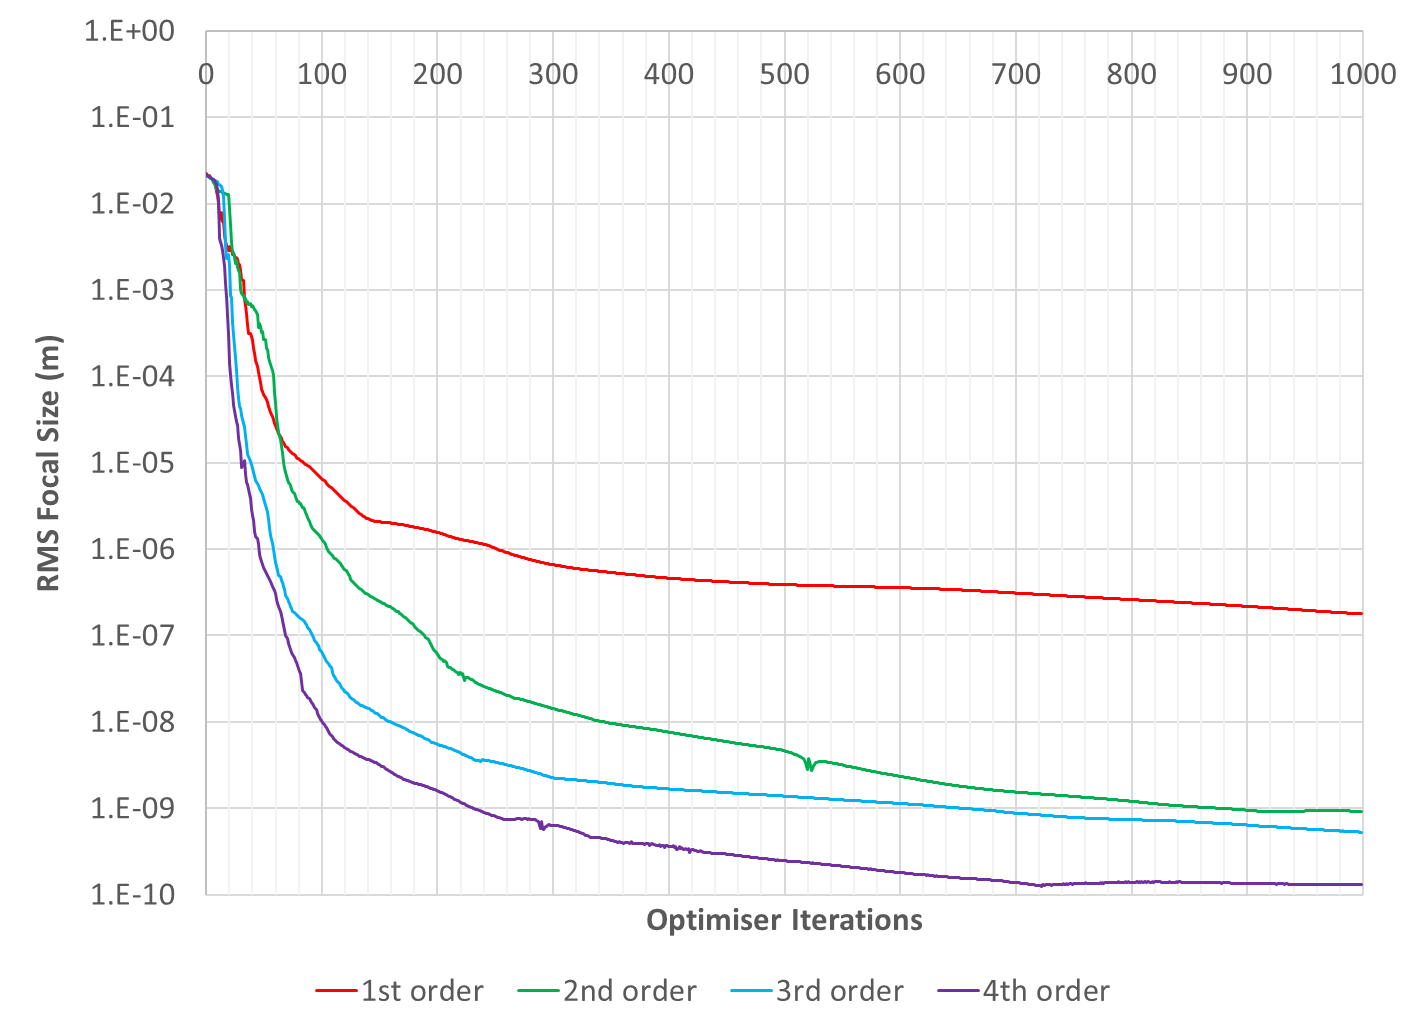 1.E+00
0 100 200 300 400 500 600 700 800 900 1000
1.E-01
1.E-02
1.E-03
1.E-04
1.E-05
1.E-06
1.E-07
1.E-08
1.E-09
1.E-10
RMS Focal Size (m)
Optimiser Iterations
1st order 2nd order 3rd order 4th order